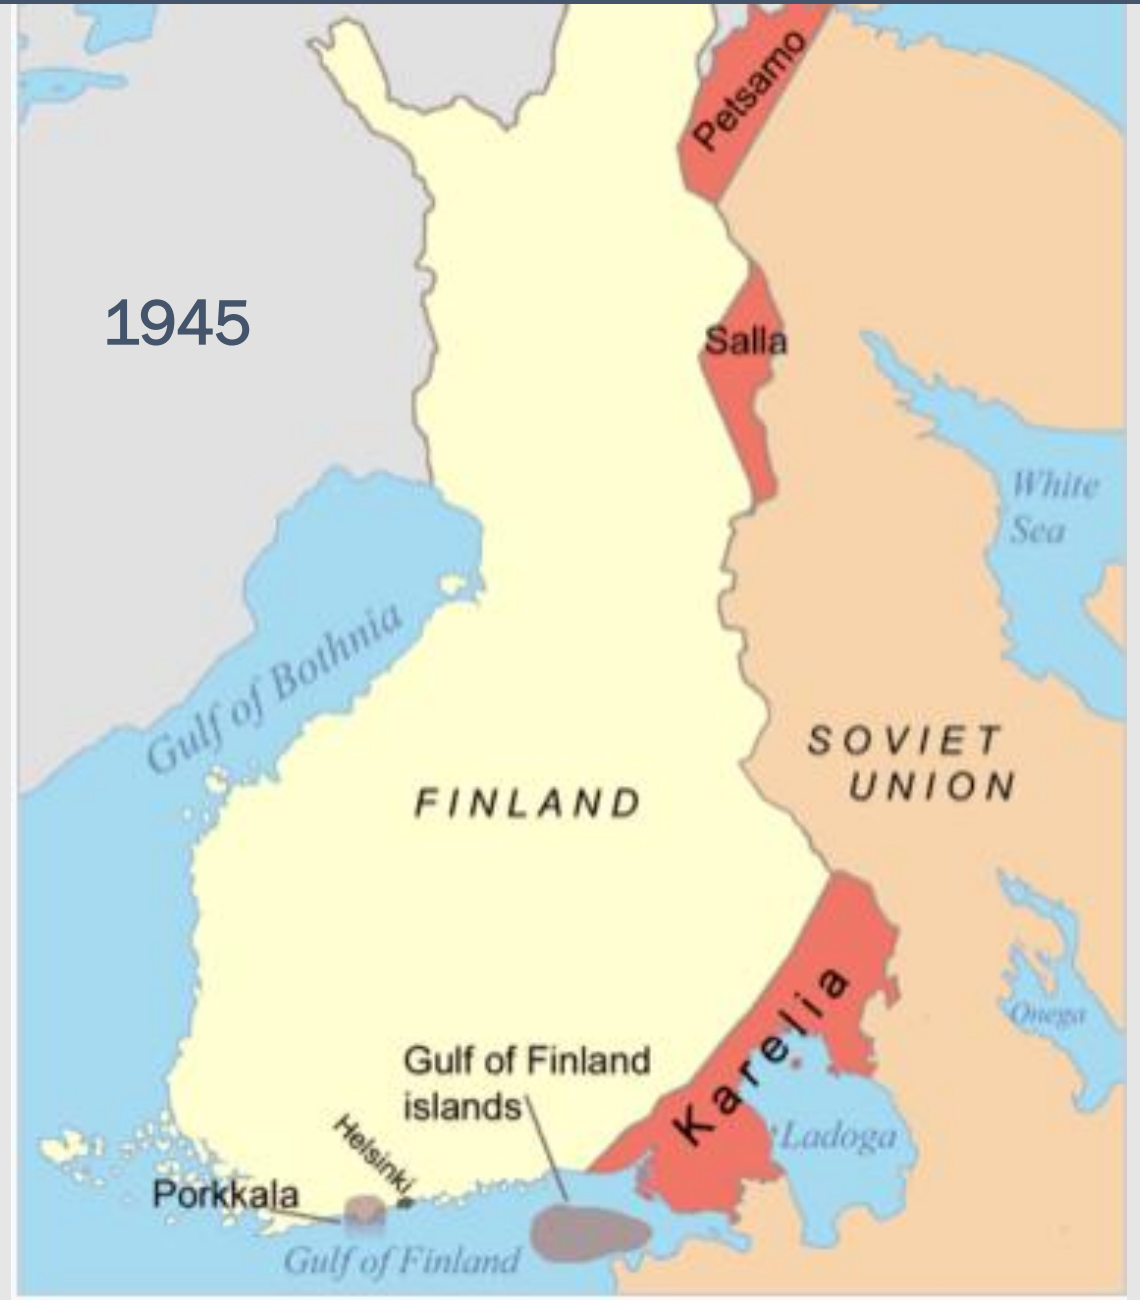 Petsamo
1945
Salla
White
Sea
Gulf of Bothnia
SOVIET
UNION
FINLAND
Karelia
Onega
Gulf of Finland
islands
Helsinki
Ladoga
Porkkala
Gulf of Finland